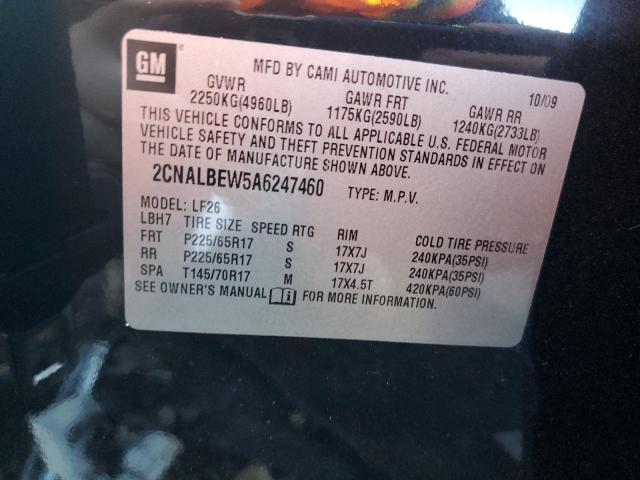 GM
MFD BY CAMI AUTOMOTIVE INC. 10/09
GVWR GAWR FRT GAWR RR
2250KG(4960LB) 1175KG(2590LB) 1240KG(2733LB)
THIS VEHICLE CONFORMS TO ALL APPLICABLE U.S. FEDERAL MOTOR
VEHICLE SAFETY AND THEFT PREVENTION STANDARDS IN EFFECT ON
THE DATE OF MANUFACTURE SHOWN ABOVE.
2CNALBEW5A6247460 TYPE: M.P.V.
MODEL: LF26
LBH7 TIRE SIZE SPEED RTG RIM COLD TIRE PRESSURE
FRT P225/65R17 S 17X7J 240KPA(35PSI)
RR P225/65R17 S 17X7J 240KPA(35PSI)
SPA T145/70R17 M 17X4.5T 420KPA(60PSI)
SEE OWNER'S MANUAL FOR MORE INFORMATION.